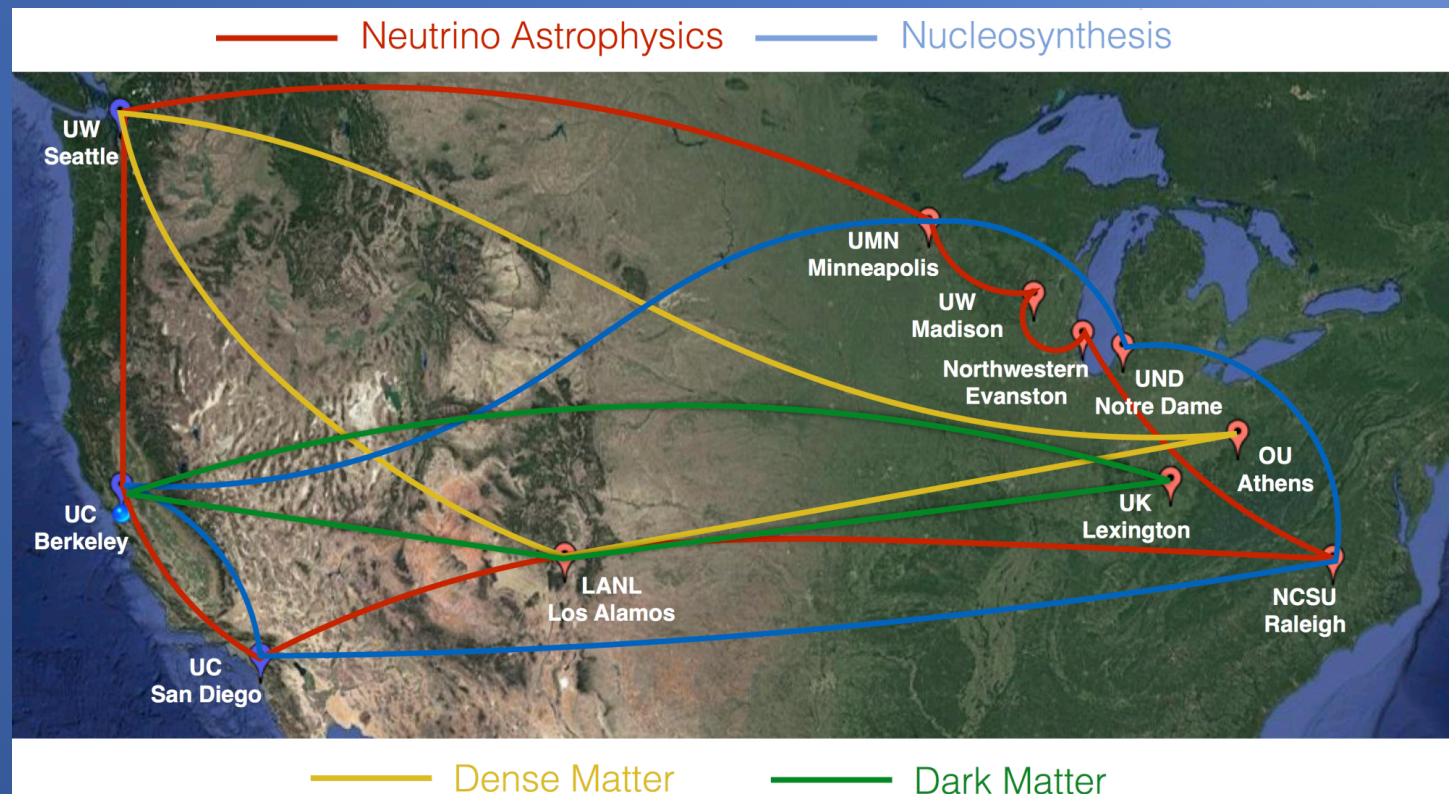 Neutrino Astrophysics
Nucleosynthesis
UW
Seattle
UMN
Minneapolis
UW
Madison
Northwestern
Evanston
UND
Notre Dame
OU
Athens
UC
Berkeley
UK
Lexington
LANL
Los Alamos
NCSU
Raleigh
UC
San Diego
Dense Matter
Dark Matter